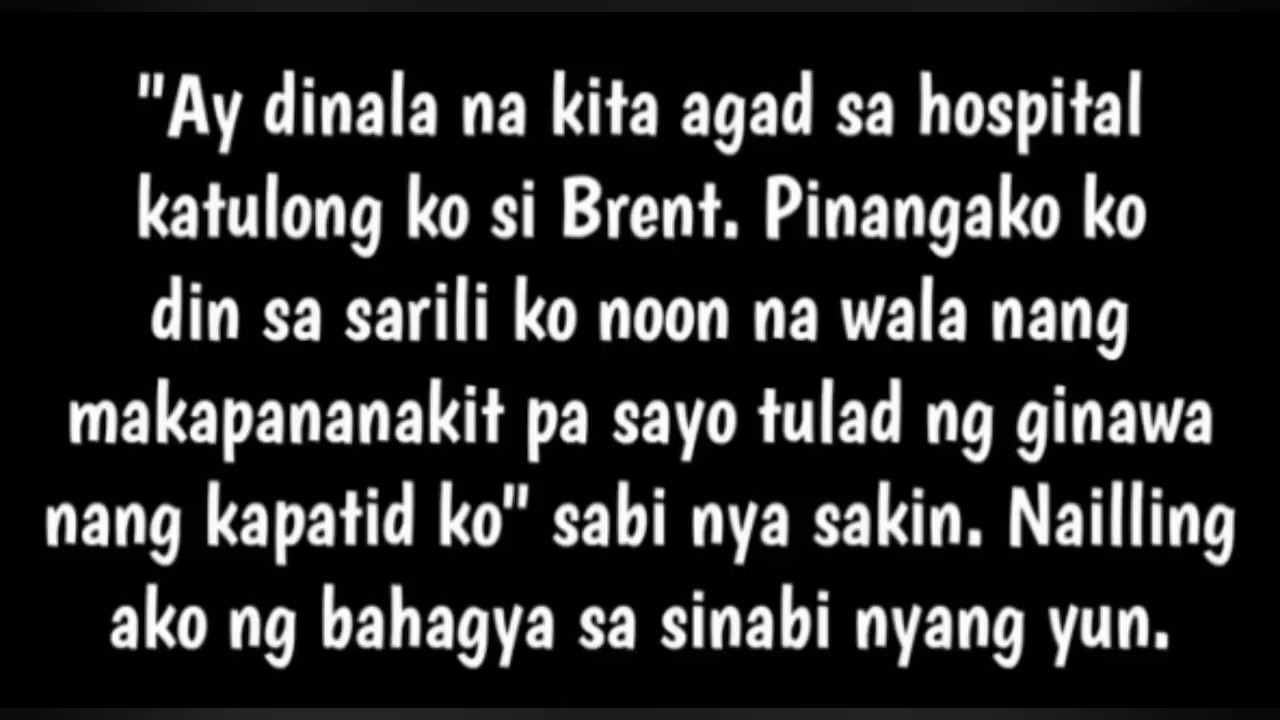 "Ay dinala na kita agad sa hospital
katulong ko si Brent. Pinangako ko
din sa sarili ko noon na wala nang
makapananakit pa sayo tulad ng ginawa
nang kapatid ko" sabi nya sakin. Nailling
ako ng bahagya sa sinabi nyang yun.